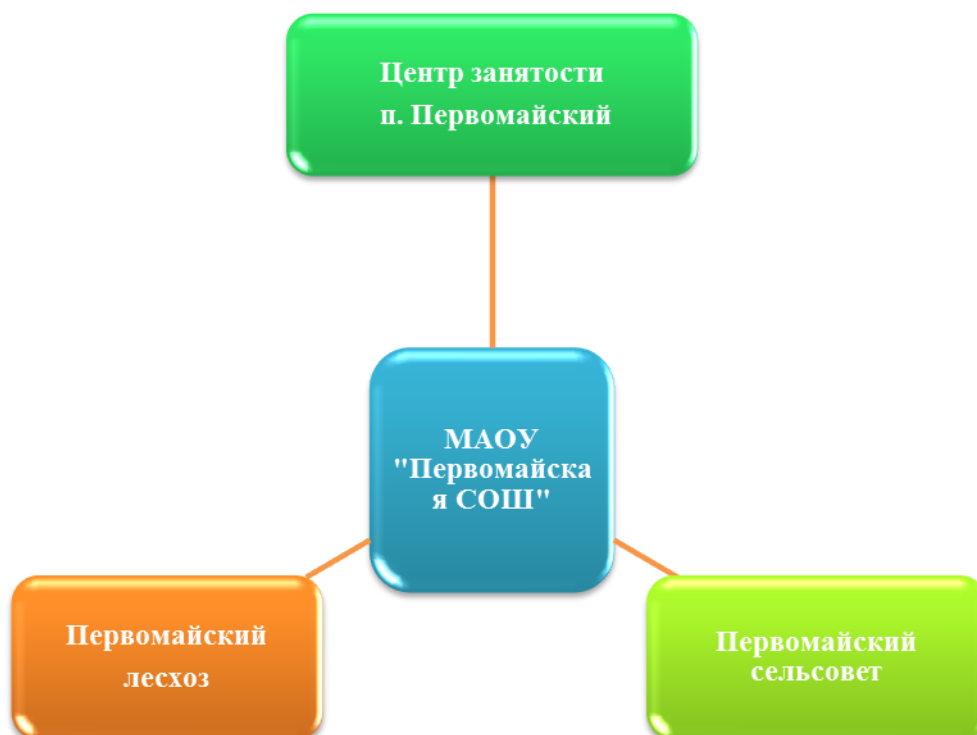 Центр занятости
п. Первомайский
МАОУ
"Первомайска
я СОШ"
Первомайский
лесхоз
Первомайский
сельсовет